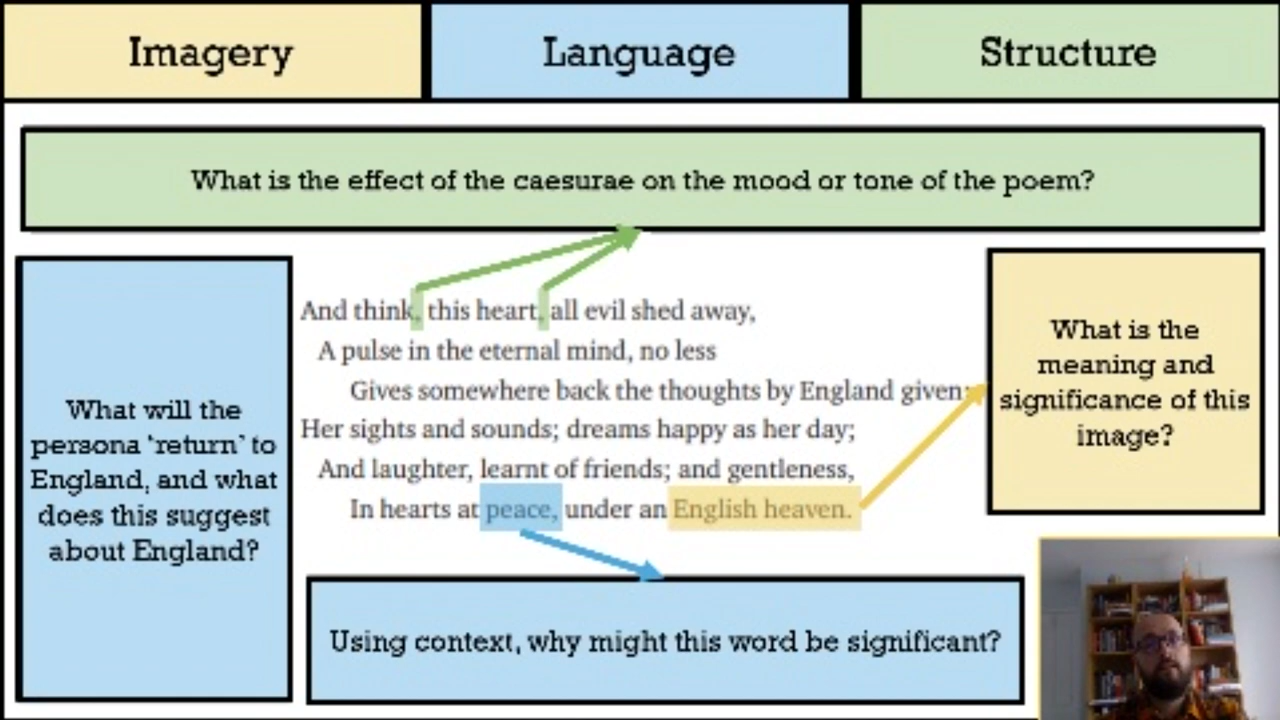 Imagery
Language
Structure
What is the effect of the caesurae on the mood or tone of the poem?
What will the
persona ‘return’ to
England, and what
does this suggest
about England?
And think, this heart, all evil shed away,
A pulse in the eternal mind, no less
Gives somewhere back the thoughts by England given;
Her sights and sounds; dreams happy as her day;
And laughter, learnt of friends; and gentleness,
In hearts at peace, under an English heaven.
What is the
meaning and
significance of this
image?
Using context, why might this word be significant?